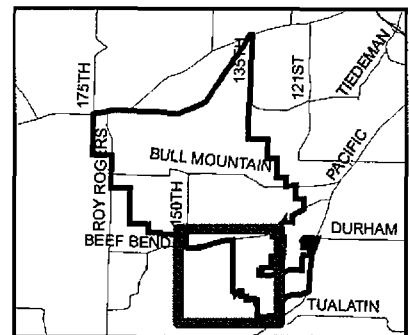 175TH
135TH
121ST
TIEDEMAN
ROY ROGERS
BULL MOUNTAIN
PACIFIC
150TH
BEEF BEND
DURHAM
TUALATIN